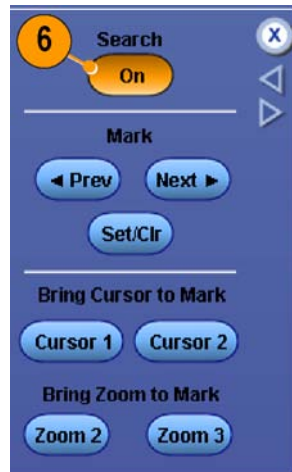 6
Search
X
On
Mark
◄ Prev
Next ►
Set/Clr
Bring Cursor to Mark
Cursor 1
Cursor 2
Bring Zoom to Mark
Zoom 2
Zoom 3